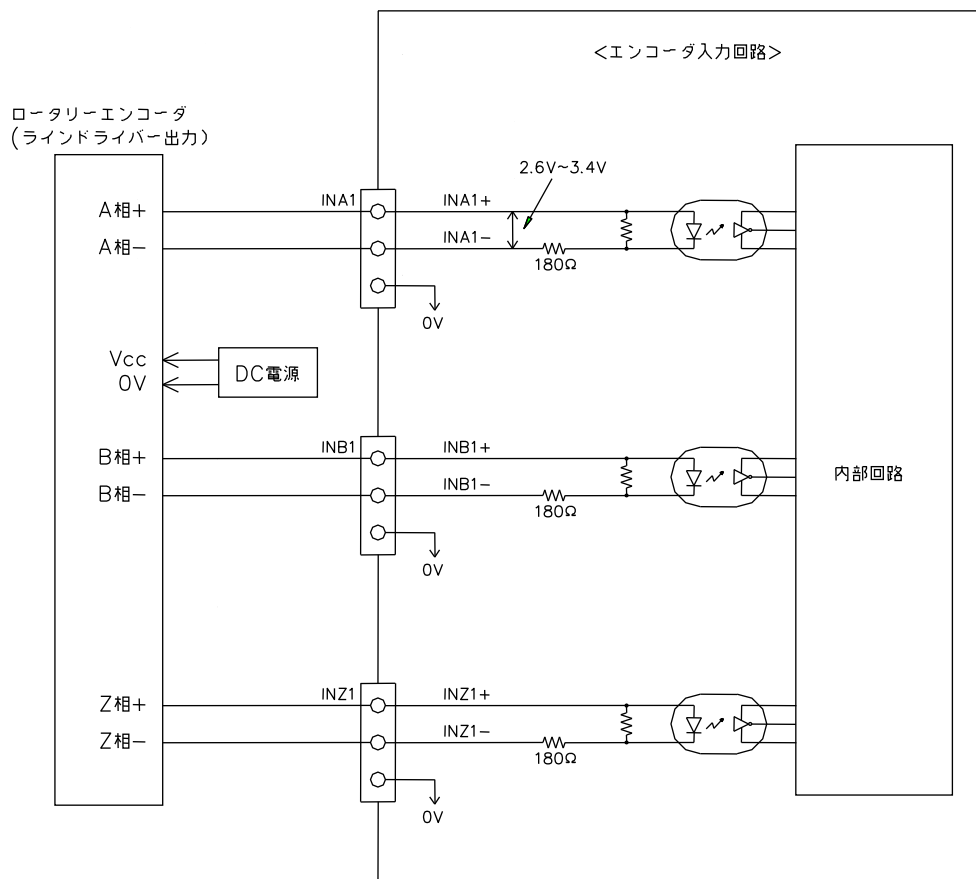 <エンコーダ入力回路>
ロータリーエンコーダ
(ラインドライバー出力)
2.6V~3.4V
A相+
INA1
INA1+
A相-
INA1-
180Ω
0V
Vcc
0V
DC電源
B相+
INB1
INB1+
B相-
INB1-
180Ω
0V
内部回路
Z相+
INZ1
INZ1+
Z相-
INZ1-
180Ω
0V